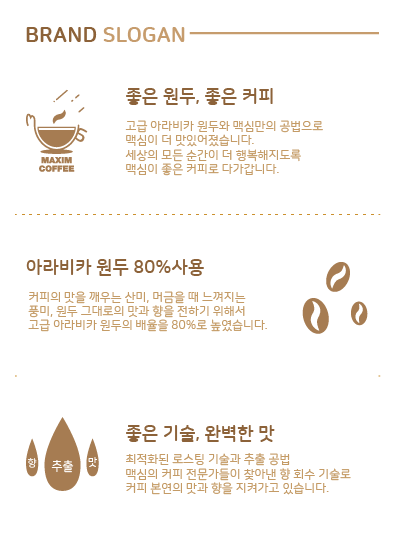 BRAND SLOGAN
좋은 원두, 좋은 커피
고급 아라비카 원두와 맥심만의 공법으로
맥심이 더 맛있어졌습니다.
세상의 모든 순간이 더 행복해지도록
맥심이 좋은 커피로 다가갑니다.
MAXIM
COFFEE
아라비카 원두 80%사용
커피의 맛을 깨우는 산미, 머금을 때 느껴지는
풍미, 원두 그대로의 맛과 향을 전하기 위해서
고급 아라비카 원두의 배율을 80%로 높였습니다.
좋은 기술, 완벽한 맛
최적화된 로스팅 기술과 추출 공법
맥심의 커피 전문가들이 찾아낸 향 회수 기술로
커피 본연의 맛과 향을 지켜가고 있습니다.
향 추출 맛